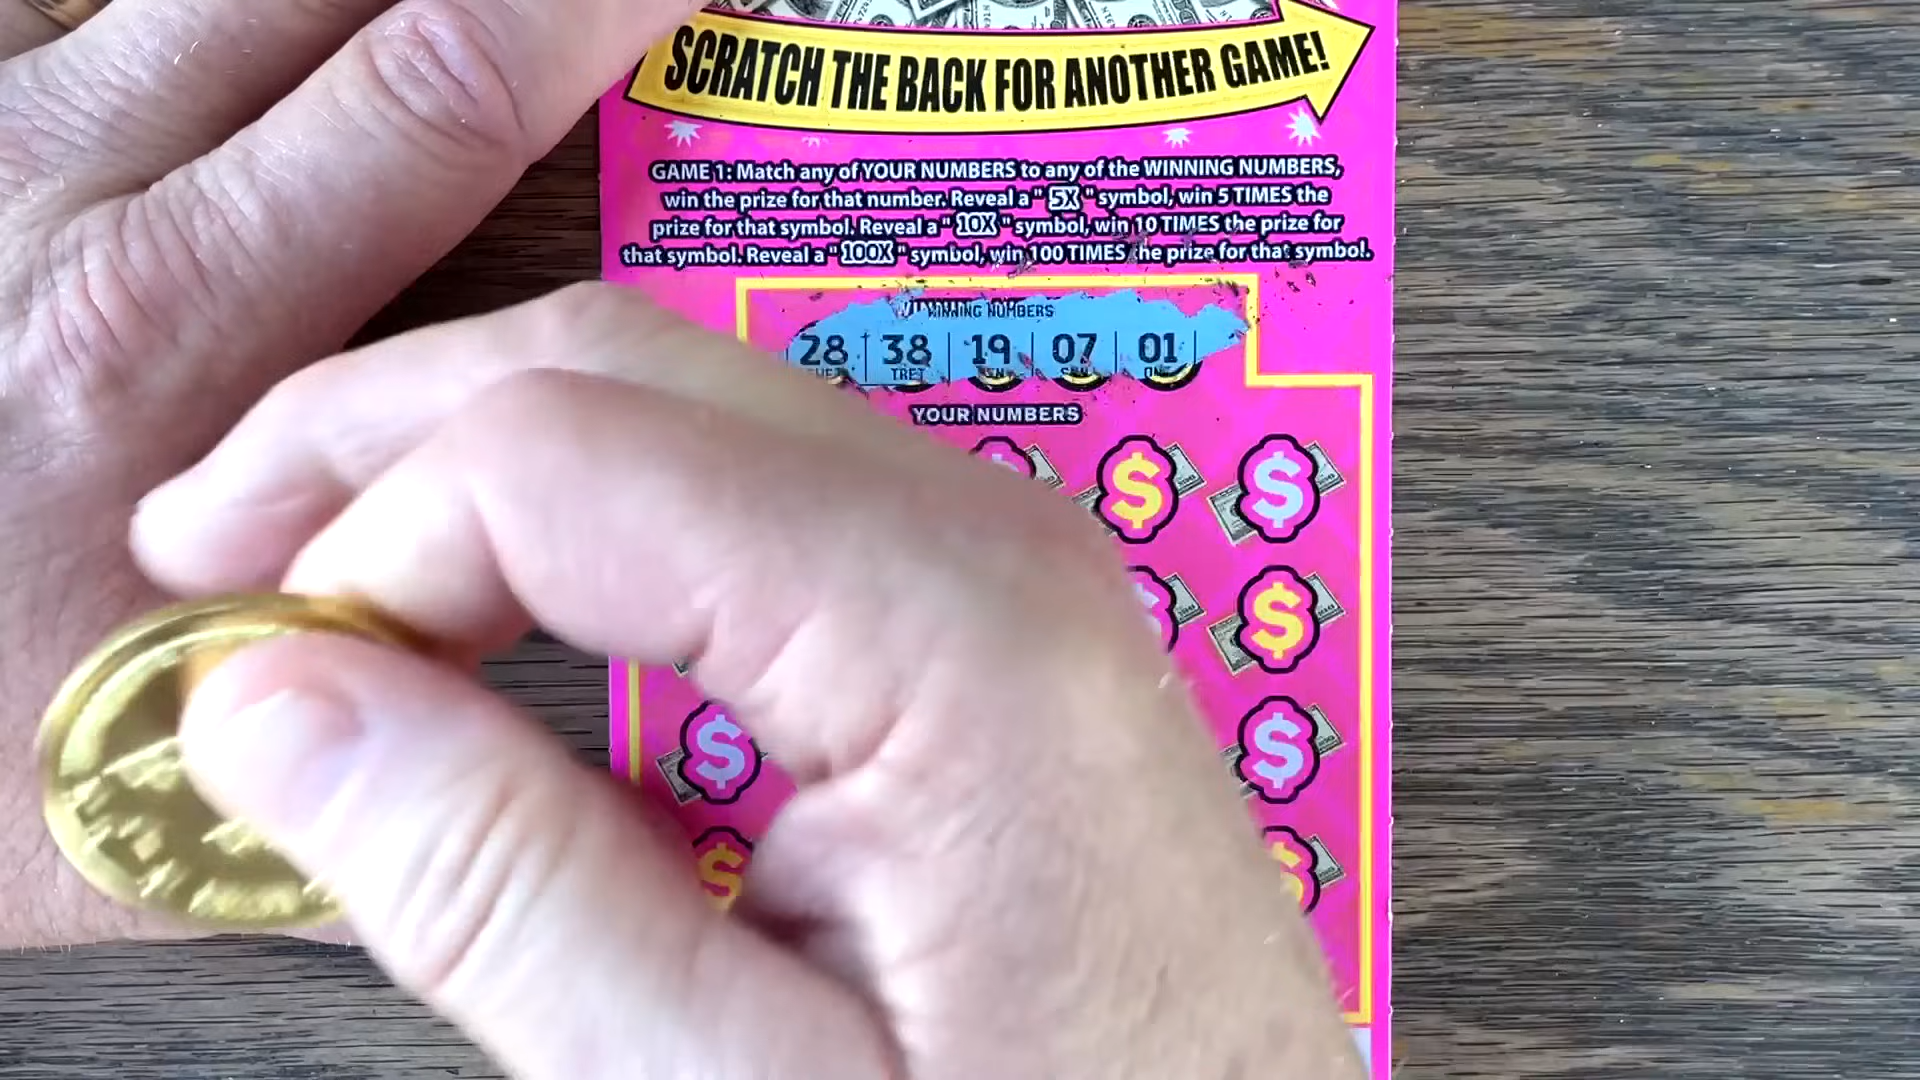 SCRATCH THE BACK FOR ANOTHER GAME!
GAME 1: Match any of YOUR NUMBERS to any of the WINNING NUMBERS,
win the prize for that number. Reveal a "5X" symbol, win 5 TIMES the
prize for that symbol. Reveal a "10X" symbol, win 10 TIMES the prize for
that symbol. Reveal a "100X" symbol, win 100 TIMES the prize for that symbol.
WINNING NUMBERS
28 38 19 07 01
TRET
YOUR NUMBERS
$ $
$
$ $